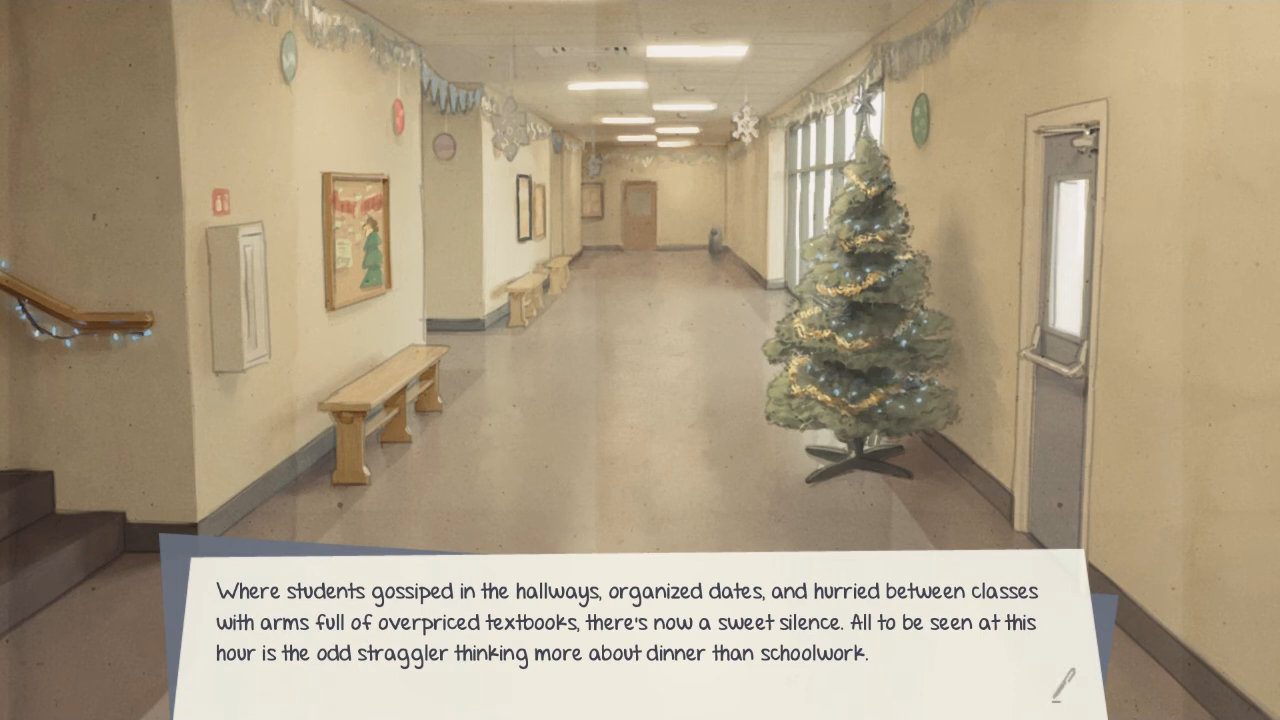 Where students gossiped in the hallways, organized dates, and hurried between classes
with arms full of overpriced textbooks, there's now a sweet silence. All to be seen at this
hour is the odd straggler thinking more about dinner than schoolwork.